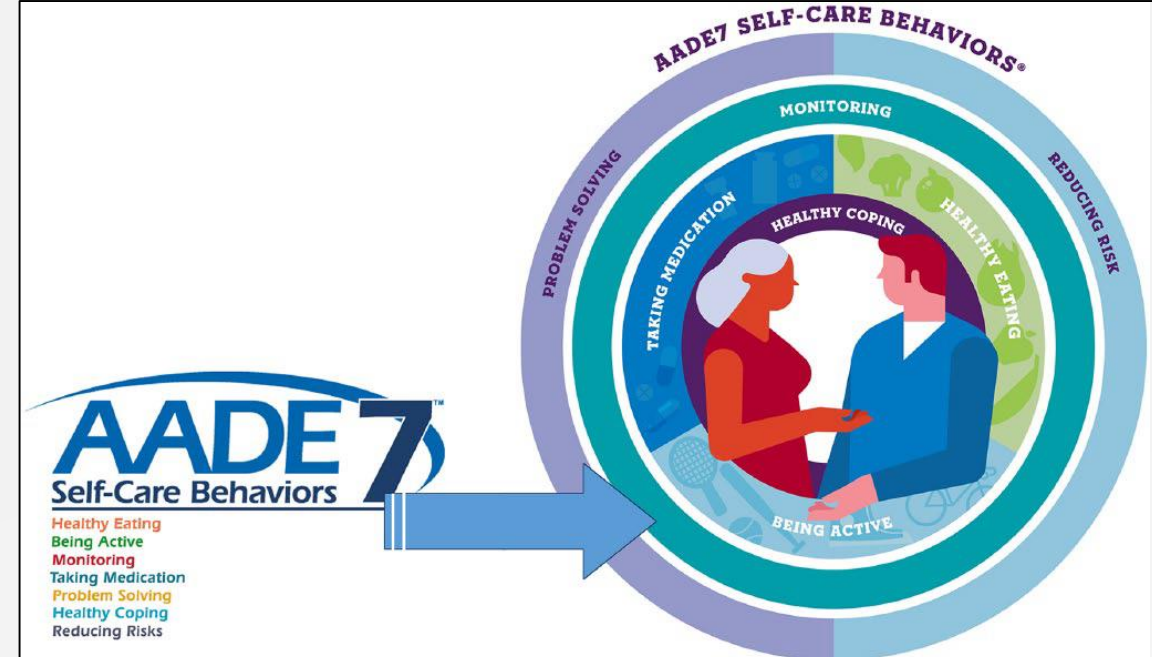 AADE7 SELF-CARE BEHAVIORS®
MONITORING
PROBLEM SOLVING
REDUCING RISK
TAKING MEDICATION
HEALTHY COPING
HEALTHY EATING
BEING ACTIVE
AADE7™
Self-Care Behaviors
Healthy Eating
Being Active
Monitoring
Taking Medication
Problem Solving
Healthy Coping
Reducing Risks